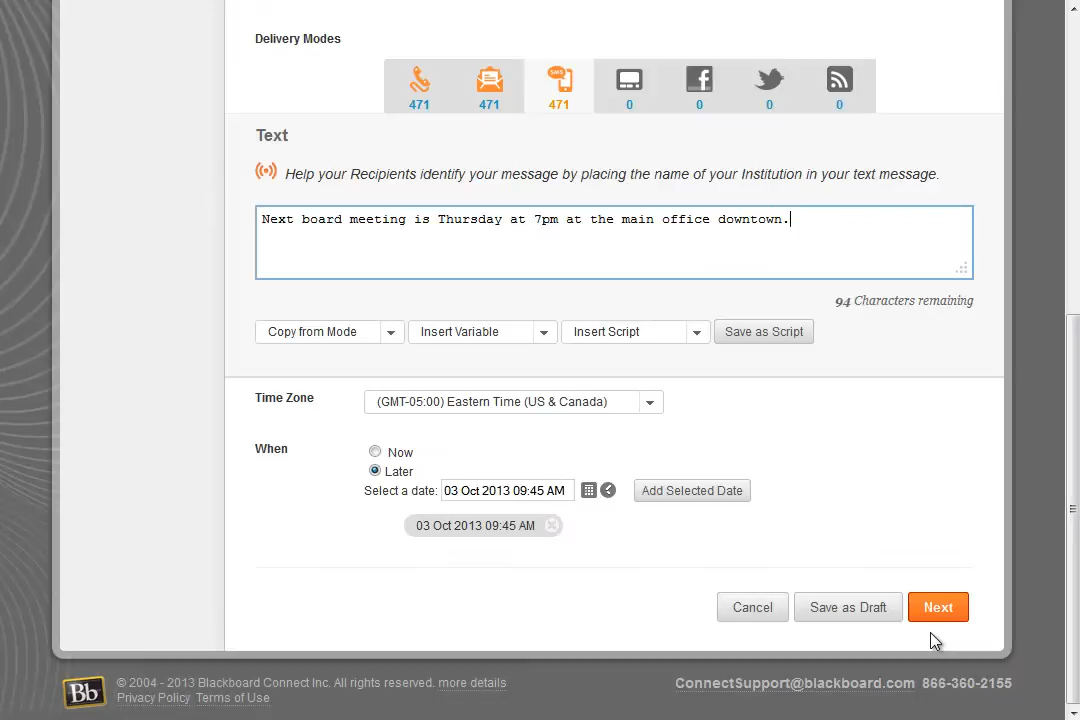 Delivery Modes
SMS
471 471 471 0 0 0 0
Text
Help your Recipients identify your message by placing the name of your Institution in your text message.
Next board meeting is Thursday at 7pm at the main office downtown.
94 Characters remaining
Copy from Mode Insert Variable Insert Script Save as Script
Time Zone (GMT-05:00) Eastern Time (US & Canada)
When Now
Later
Select a date: 03 Oct 2013 09:45 AM Add Selected Date
03 Oct 2013 09:45 AM
Cancel Save as Draft Next
Bb © 2004 - 2013 Blackboard Connect Inc. All rights reserved. more details ConnectSupport@blackboard.com 866-360-2155
Privacy Policy Terms of Use